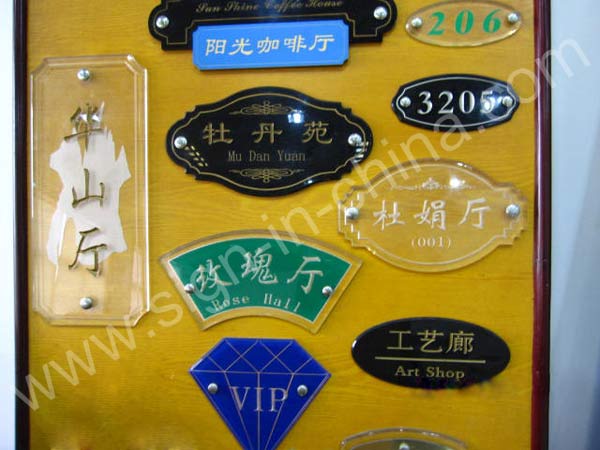 Sun Shine Coffee House
阳光咖啡厅
206
3205
华山厅
牡丹苑
Mu Dan Yuan
杜娟厅
(001)
玫瑰厅
Rose Hall
工艺廊
Art Shop
VIP
www.sign-in-china.com